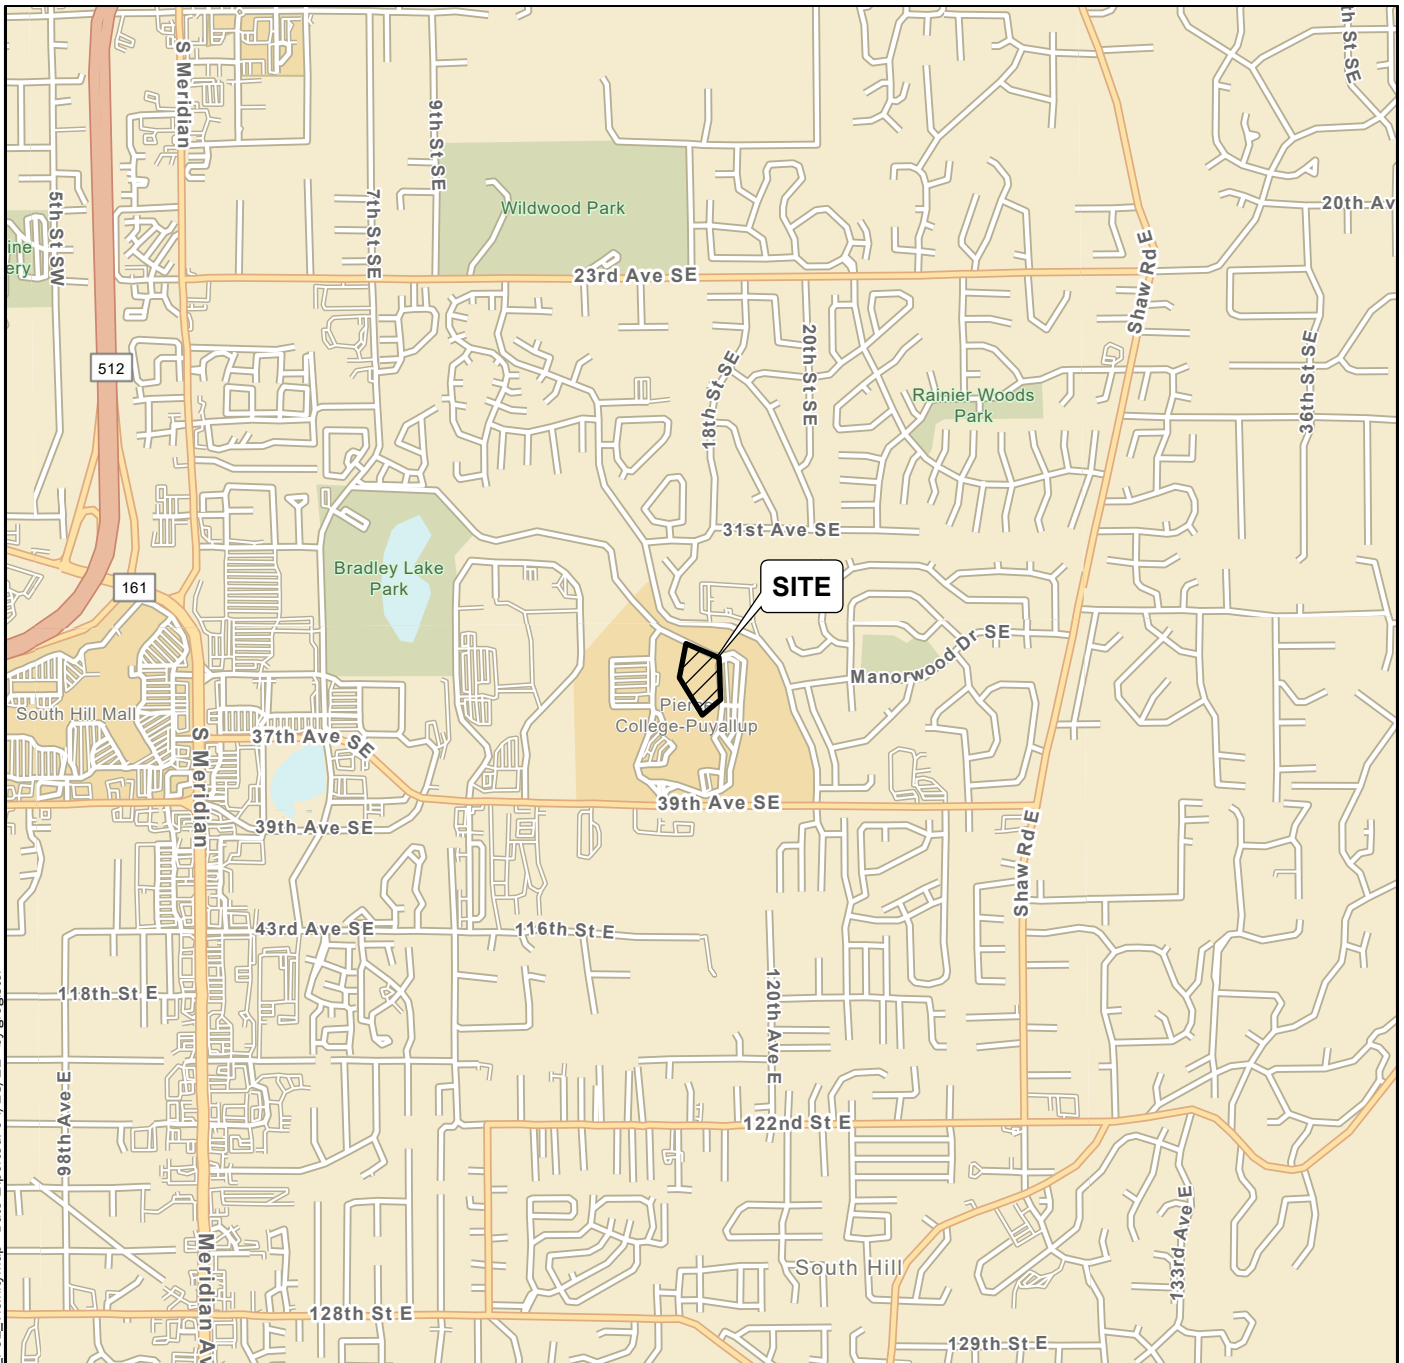 S Meridian
th St SE
9th St SE
5th St SW
7th St SE
Wildwood Park
20th Av
ine
ery
Shaw Rd E
23rd Ave SE
512
18th St SE
20th St SE
36th St SE
Rainier Woods
Park
31st Ave SE
Bradley Lake
Park
161
SITE
Manorwood Dr SE
South Hill Mall
Pierce
College-Puyallup
S Meridian
37th Ave SE
39th Ave SE
39th Ave SE
Shaw Rd E
43rd Ave SE
116th St E
118th St E
120th Ave E
98th Ave E
122nd St E
133rd Ave E
South Hill
Meridian Av
128th St E
129th St E